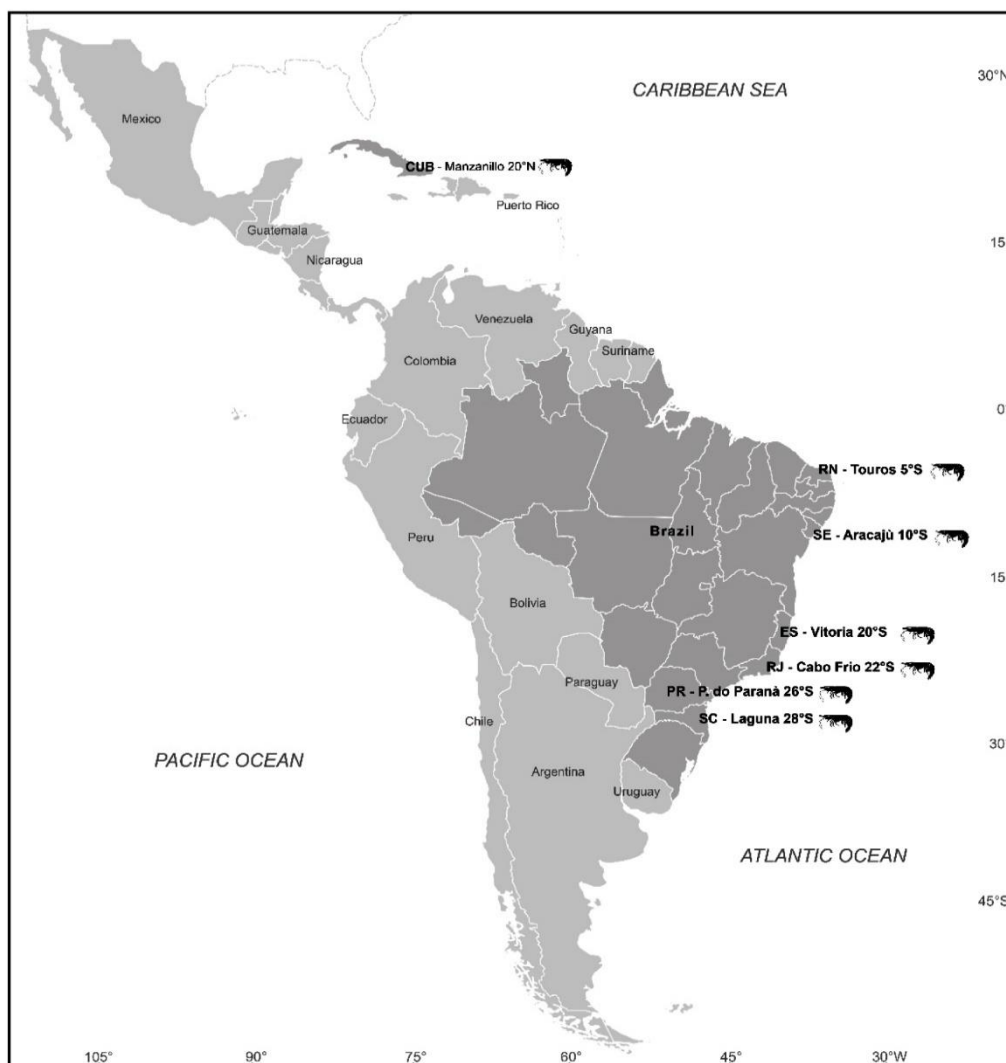 30°N
CARIBBEAN SEA
Mexico
CUB - Manzanillo 20°N
Puerto Rico
Guatemala
15°
Nicaragua
Venezuela
Guyana
Suriname
Colombia
0°
Ecuador
RN - Touros 5°S
Brazil
SE - Aracajù 10°S
Peru
15°
Bolivia
ES - Vitoria 20°S
RJ - Cabo Frio 22°S
Paraguay
PR - P. do Paranà 26°S
SC - Laguna 28°S
Chile
30°
PACIFIC OCEAN
Argentina
Uruguay
ATLANTIC OCEAN
45°S
105° 90° 75° 60° 45° 30°W